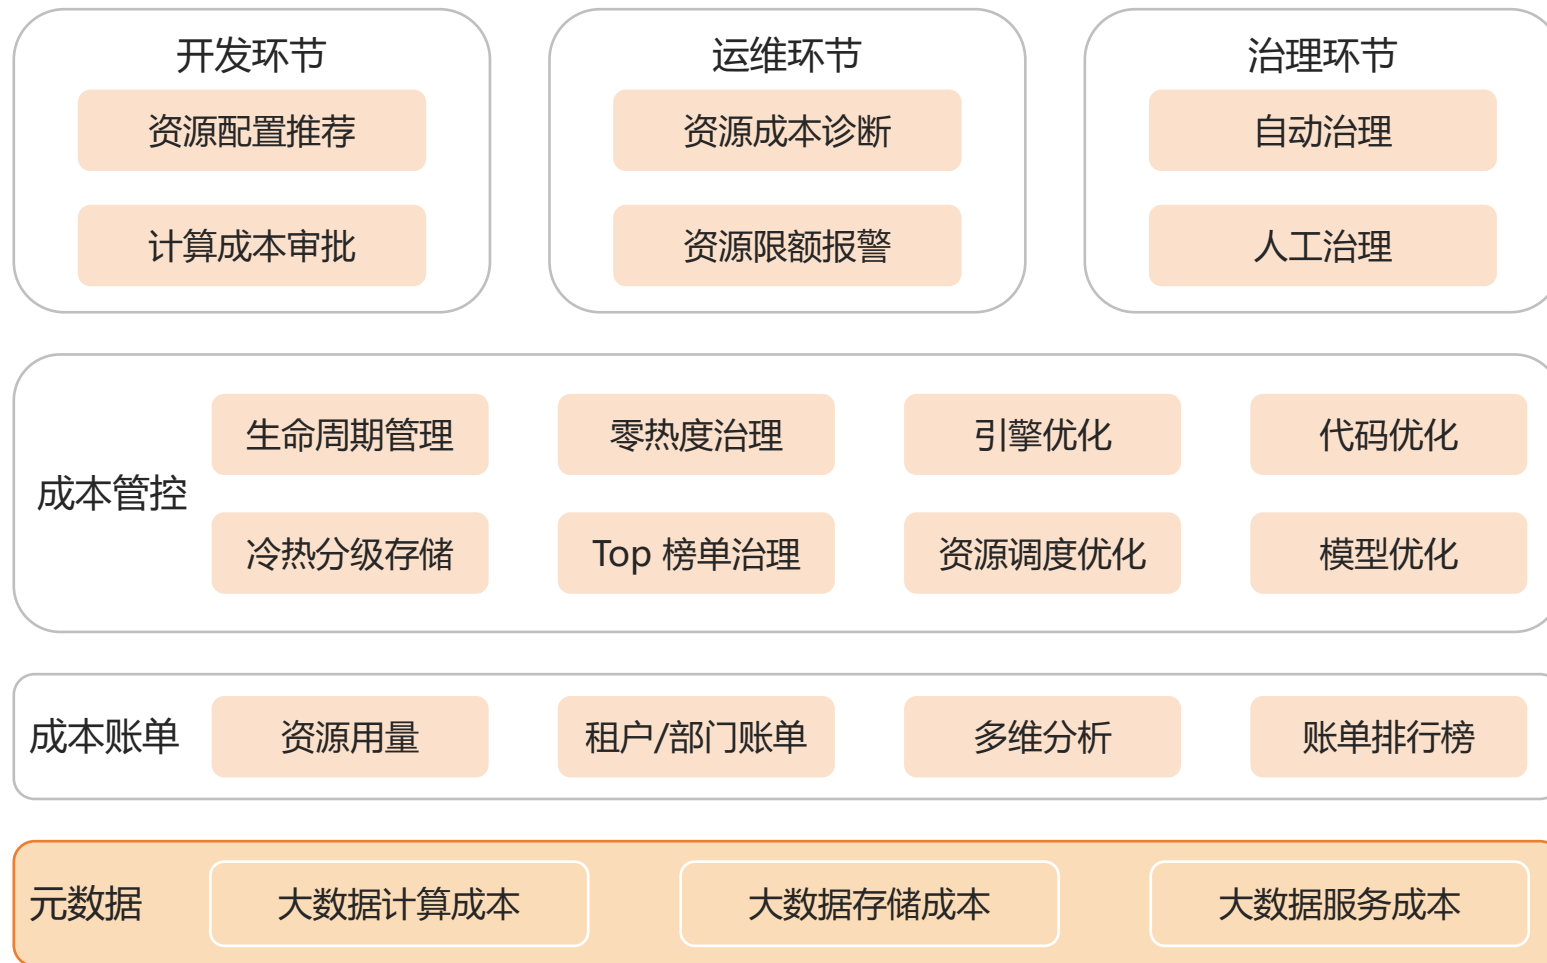 开发环节
资源配置推荐
计算成本审批
运维环节
资源成本诊断
资源限额报警
治理环节
自动治理
人工治理
成本管控
生命周期管理
零热度治理
引擎优化
代码优化
冷热分级存储
Top 榜单治理
资源调度优化
模型优化
成本账单
资源用量
租户/部门账单
多维分析
账单排行榜
元数据
大数据计算成本
大数据存储成本
大数据服务成本